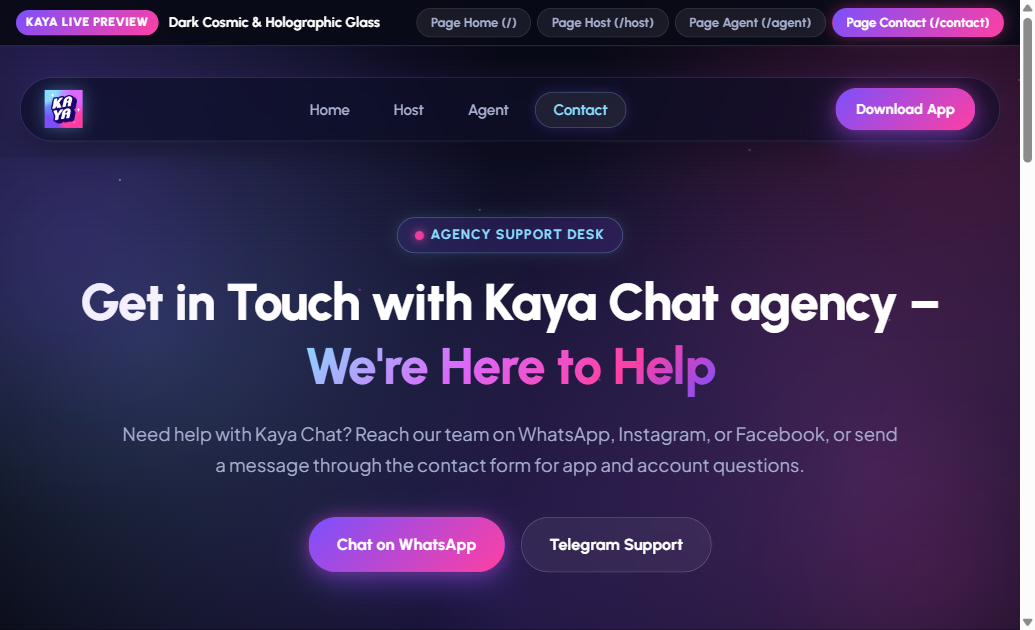 KAYA LIVE PREVIEW Dark Cosmic & Holographic Glass Page Home (/) Page Host (/host) Page Agent (/agent) Page Contact (/contact)
KA
YA
Home Host Agent Contact Download App
AGENCY SUPPORT DESK
Get in Touch with Kaya Chat agency –
We're Here to Help
Need help with Kaya Chat? Reach our team on WhatsApp, Instagram, or Facebook, or send
a message through the contact form for app and account questions.
Chat on WhatsApp Telegram Support